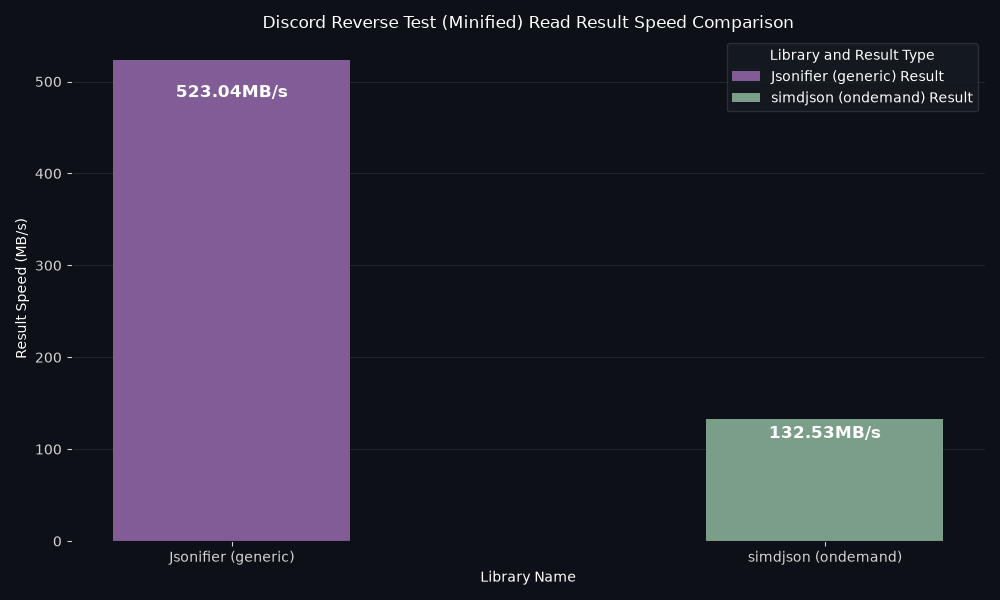 Discord Reverse Test (Minified) Read Result Speed Comparison
Library and Result Type
Jsonifier (generic) Result
simdjson (ondemand) Result
523.04MB/s
132.53MB/s
Result Speed (MB/s)
500
400
300
200
100
0
Jsonifier (generic)
simdjson (ondemand)
Library Name